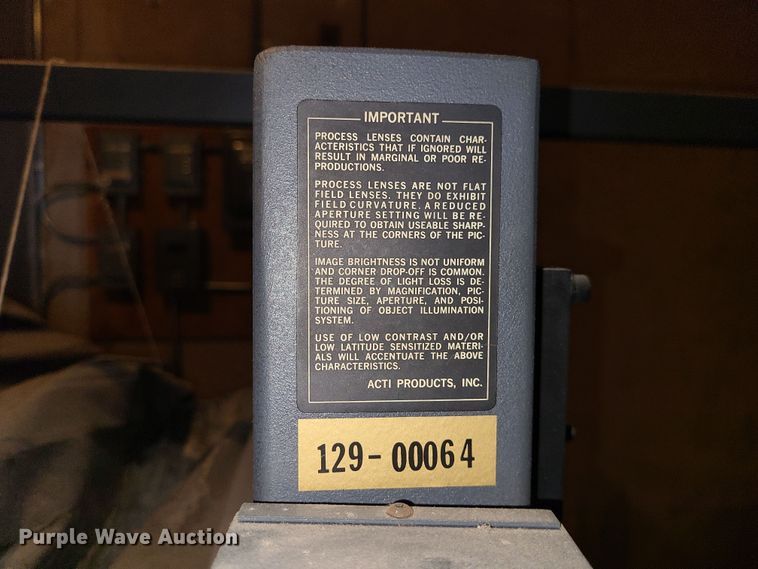 IMPORTANT
PROCESS LENSES CONTAIN CHAR-
ACTERISTICS THAT IF IGNORED WILL
RESULT IN MARGINAL OR POOR RE-
PRODUCTIONS.
PROCESS LENSES ARE NOT FLAT
FIELD LENSES. THEY DO EXHIBIT
FIELD CURVATURE. A REDUCED
APERTURE SETTING WILL BE RE-
QUIRED TO OBTAIN USEABLE SHARP-
NESS AT THE CORNERS OF THE PIC-
TURE.
IMAGE BRIGHTNESS IS NOT UNIFORM
AND CORNER DROP-OFF IS COMMON.
THE DEGREE OF LIGHT LOSS IS DE-
TERMINED BY MAGNIFICATION, PIC-
TURE SIZE, APERTURE, AND POSI-
TIONING OF OBJECT ILLUMINATION
SYSTEM.
USE OF LOW CONTRAST AND/OR
LOW LATITUDE SENSITIZED MATERI-
ALS WILL ACCENTUATE THE ABOVE
CHARACTERISTICS.
ACTI PRODUCTS, INC.
129-00064
Purple Wave Auction